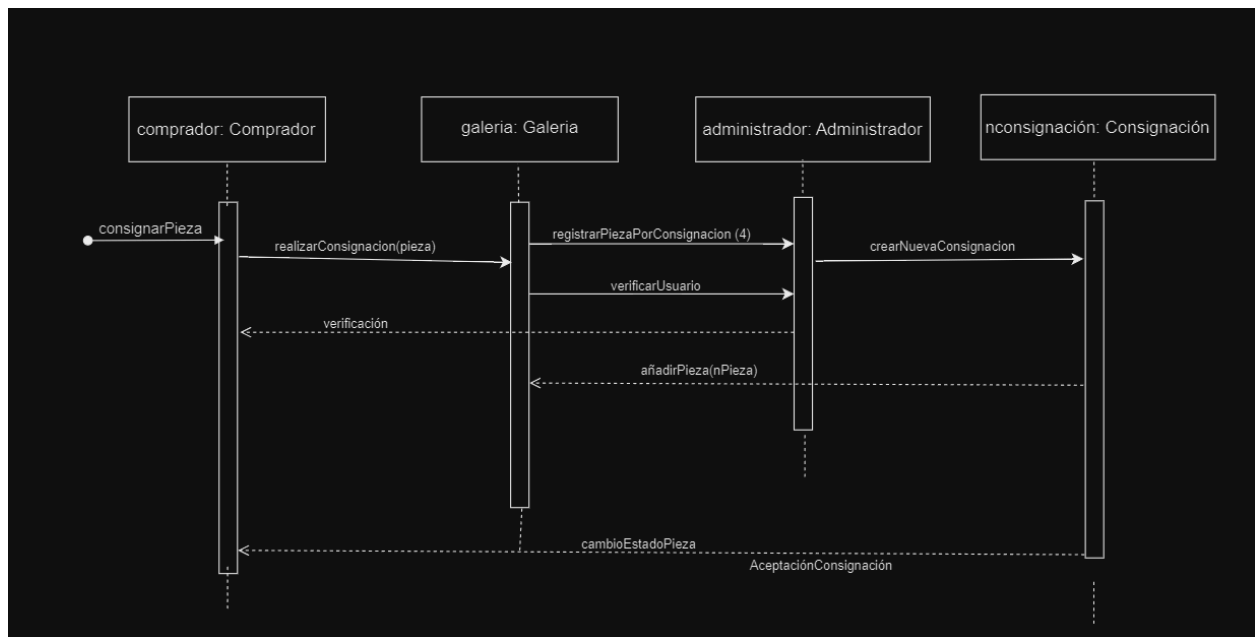 comprador: Comprador
galeria: Galeria
administrador: Administrador
nconsignación: Consignación
consignarPieza
realizarConsignacion(pieza)
registrarPiezaPorConsignacion (4)
crearNuevaConsignacion
verificarUsuario
verificación
añadirPieza(nPieza)
cambioEstadoPieza
AceptaciónConsignación